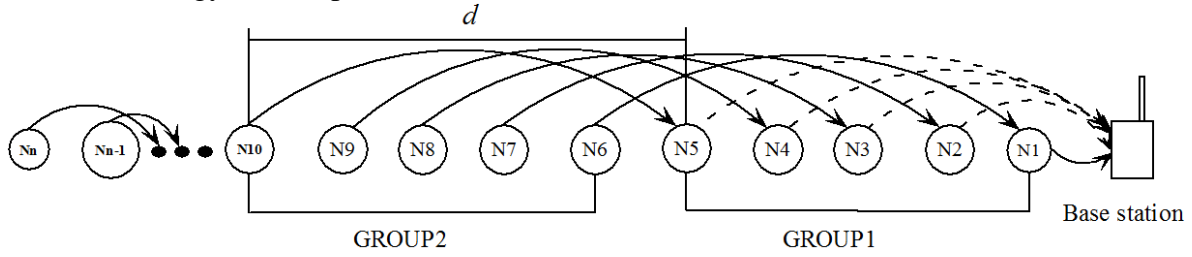 d
Nn
Nn-1
N10
N9
N8
N7
N6
N5
N4
N3
N2
N1
Base station
GROUP2
GROUP1